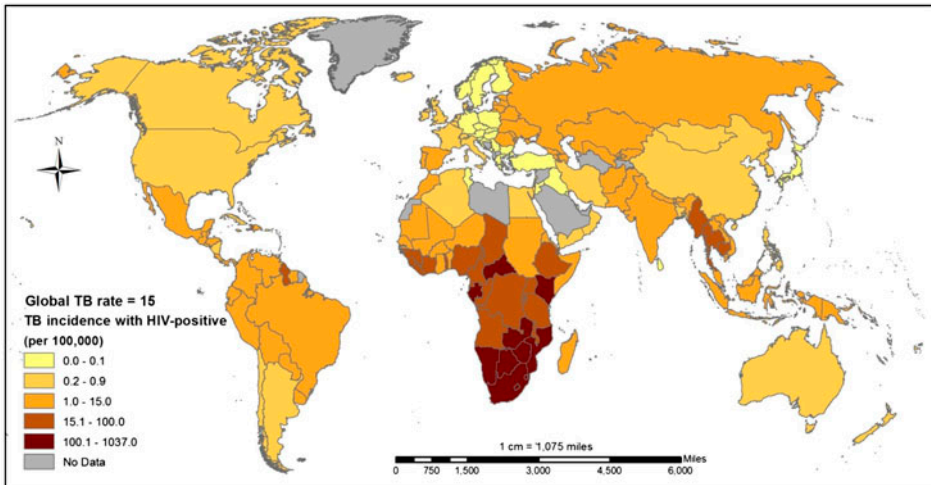 N
Global TB rate = 15
TB incidence with HIV-positive
(per 100,000)
0.0 - 0.1
0.2 - 0.9
1.0 - 15.0
15.1 - 100.0
100.1 - 1037.0
No Data
1 cm = 1,075 miles
Miles
0 750 1,500 3,000 4,500 6,000